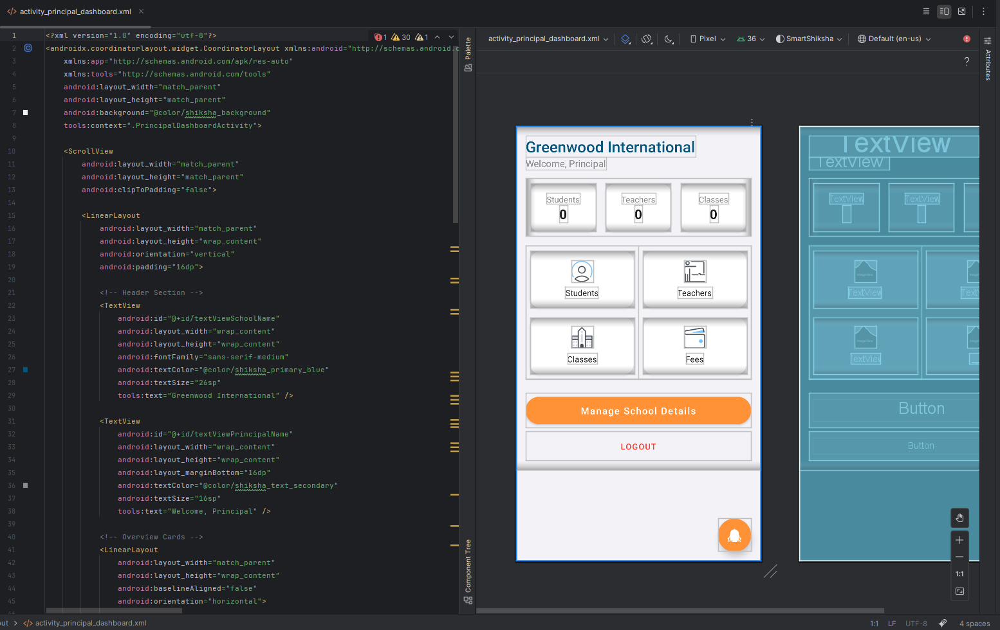 activity_principal_dashboard.xml
1 <?xml version="1.0" encoding="utf-8"?>
1 30 1
2 <androidx.coordinatorlayout.widget.CoordinatorLayout xmlns:android="http://schemas.android.c
3 xmlns:app="http://schemas.android.com/apk/res-auto"
4 xmlns:tools="http://schemas.android.com/tools"
5 android:layout_width="match_parent"
6 android:layout_height="match_parent"
7 android:background="@color/shiksha_background"
8 tools:context=".PrincipalDashboardActivity">
9
10 <ScrollView
11 android:layout_width="match_parent"
12 android:layout_height="match_parent"
13 android:clipToPadding="false">
14
15 <LinearLayout
16 android:layout_width="match_parent"
17 android:layout_height="wrap_content"
18 android:orientation="vertical"
19 android:padding="16dp">
20
21 <!-- Header Section -->
22 <TextView
23 android:id="@+id/textViewSchoolName"
24 android:layout_width="wrap_content"
25 android:layout_height="wrap_content"
26 android:fontFamily="sans-serif-medium"
27 android:textColor="@color/shiksha_primary_blue"
28 android:textSize="26sp"
29 tools:text="Greenwood International" />
30
31 <TextView
32 android:id="@+id/textViewPrincipalName"
33 android:layout_width="wrap_content"
34 android:layout_height="wrap_content"
35 android:layout_marginBottom="16dp"
36 android:textColor="@color/shiksha_text_secondary"
37 android:textSize="16sp"
38 tools:text="Welcome, Principal" />
39
40 <!-- Overview Cards -->
41 <LinearLayout
42 android:layout_width="match_parent"
43 android:layout_height="wrap_content"
44 android:baselineAligned="false"
45 android:orientation="horizontal">
Palette
Component Tree
activity_principal_dashboard.xml Pixel 36 SmartShiksha Default (en-us)
?
Attributes
Greenwood International
Welcome, Principal
Students Teachers Classes
0 0 0
Students Teachers
Classes Fees
Manage School Details
LOGOUT
TextView
TextView
TextView TextView
ImageView
TextView Text
ImageView
TextView
Button
Button
1:1
out > activity_principal_dashboard.xml
1:1 LF UTF-8 4 spaces